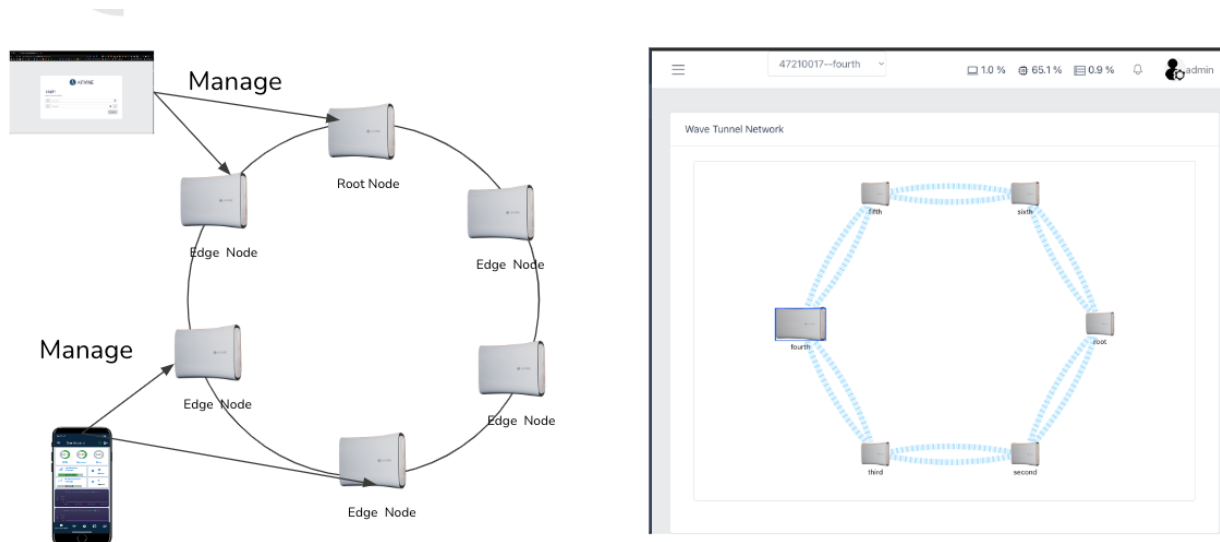 Manage
Root Node
Edge Node
Edge Node
Manage
Edge Node
Edge Node
Edge Node
47210017--fourth
1.0 %
65.1 %
0.9 %
admin
Wave Tunnel Network
fifth
sixth
fourth
root
third
second